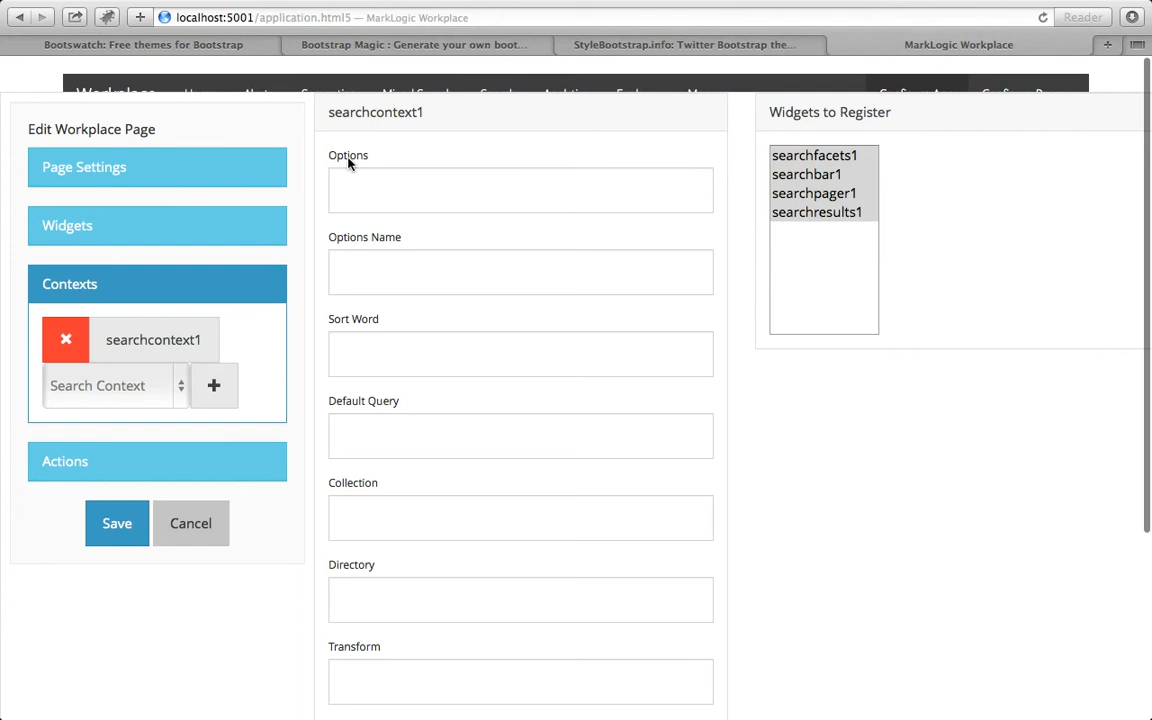 localhost:5001/application.html5 — MarkLogic Workplace
Reader
Bootswatch: Free themes for Bootstrap
Bootstrap Magic : Generate your own boot...
StyleBootstrap.info: Twitter Bootstrap the...
MarkLogic Workplace
Edit Workplace Page
Page Settings
Widgets
Contexts
searchcontext1
Search Context
Actions
Save Cancel
searchcontext1
Options
Options Name
Sort Word
Default Query
Collection
Directory
Transform
Widgets to Register
searchfacets1
searchbar1
searchpager1
searchresults1